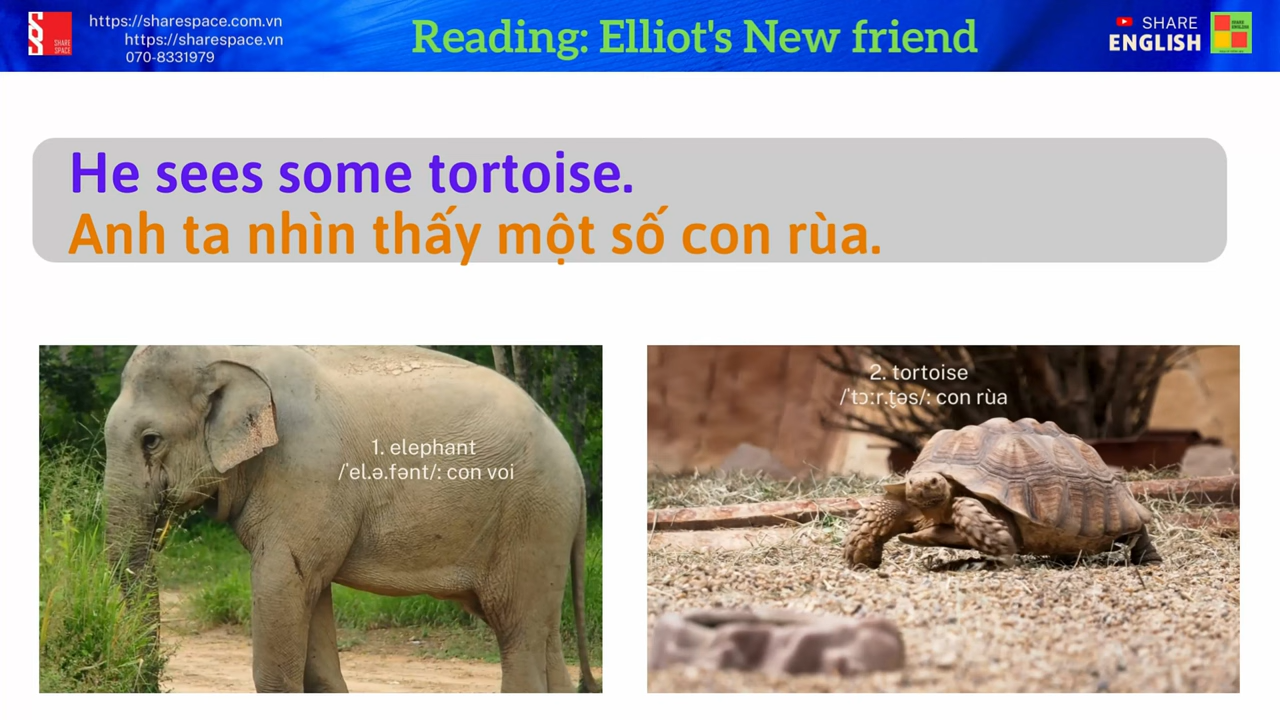 https://sharespace.com.vn
https://sharespace.vn
070-8331979
SHARE
SPACE
Reading: Elliot's New friend
SHARE
ENGLISH
He sees some tortoise.
Anh ta nhìn thấy một số con rùa.
1. elephant
/ˈel.ə.fənt/: con voi
2. tortoise
/ˈtɔːr.t̬əs/: con rùa